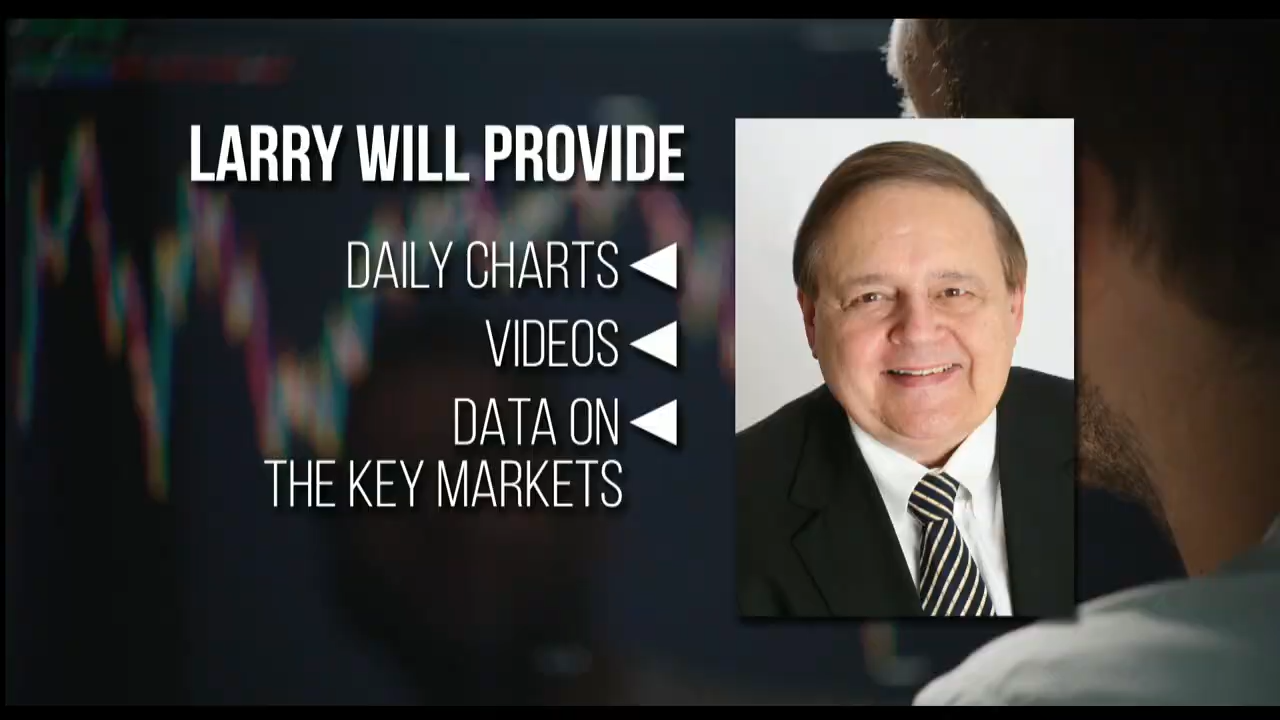 LARRY WILL PROVIDE
DAILY CHARTS
VIDEOS
DATA ON
THE KEY MARKETS